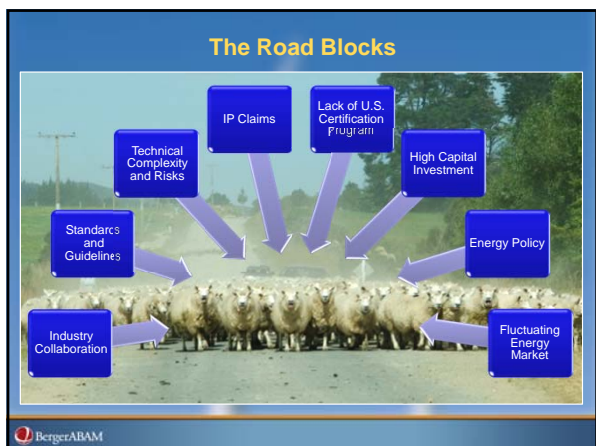 The Road Blocks
IP Claims
Lack of U.S.
Certification
Program
Technical
Complexity
and Risks
High Capital
Investment
Standards
and
Guidelines
Energy Policy
Industry
Collaboration
Fluctuating
Energy
Market
BergerABAM